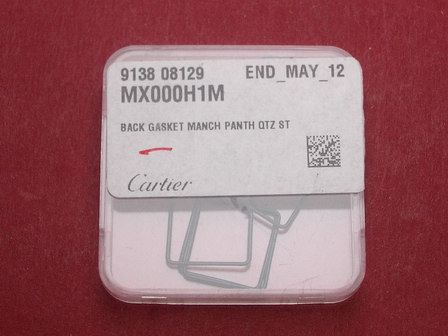 9138 08129 END_MAY_12
MX000H1M
BACK GASKET MANCH PANTH QTZ ST
Cartier